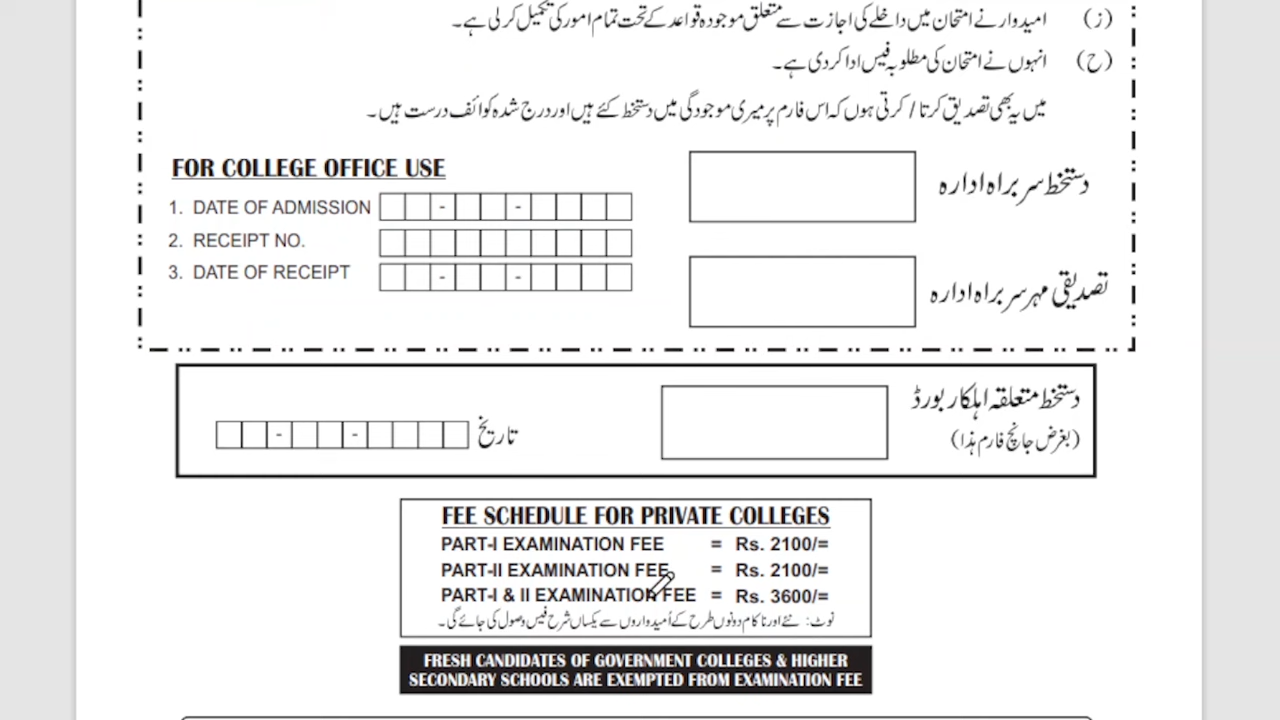 (ز) امیدوار نے امتحان میں داخلے کی اجازت سے متعلق موجودہ قواعد کے تحت تمام امور کی تکمیل کر لی ہے۔
(ح) انہوں نے امتحان کی مطلوبہ فیس ادا کر دی ہے۔
میں یہ بھی تصدیق کرتا / کرتی ہوں کہ اس فارم پر میری موجودگی میں دستخط کئے ہیں اور درج شدہ کوائف درست ہیں۔
FOR COLLEGE OFFICE USE
1. DATE OF ADMISSION - -
2. RECEIPT NO.
3. DATE OF RECEIPT - -
دستخط سربراہ ادارہ
تصدیقی مہر سربراہ ادارہ
دستخط متعلقہ اہلکار بورڈ
(بغرض جانچ فارم ہذا)
تاریخ - -
FEE SCHEDULE FOR PRIVATE COLLEGES
PART-I EXAMINATION FEE = Rs. 2100/=
PART-II EXAMINATION FEE = Rs. 2100/=
PART-I & II EXAMINATION FEE = Rs. 3600/=
نوٹ: نئے اور ناکام دونوں طرح کے اُمیدواروں سے یکساں شرح فیس وصول کی جائے گی۔
FRESH CANDIDATES OF GOVERNMENT COLLEGES & HIGHER
SECONDARY SCHOOLS ARE EXEMPTED FROM EXAMINATION FEE